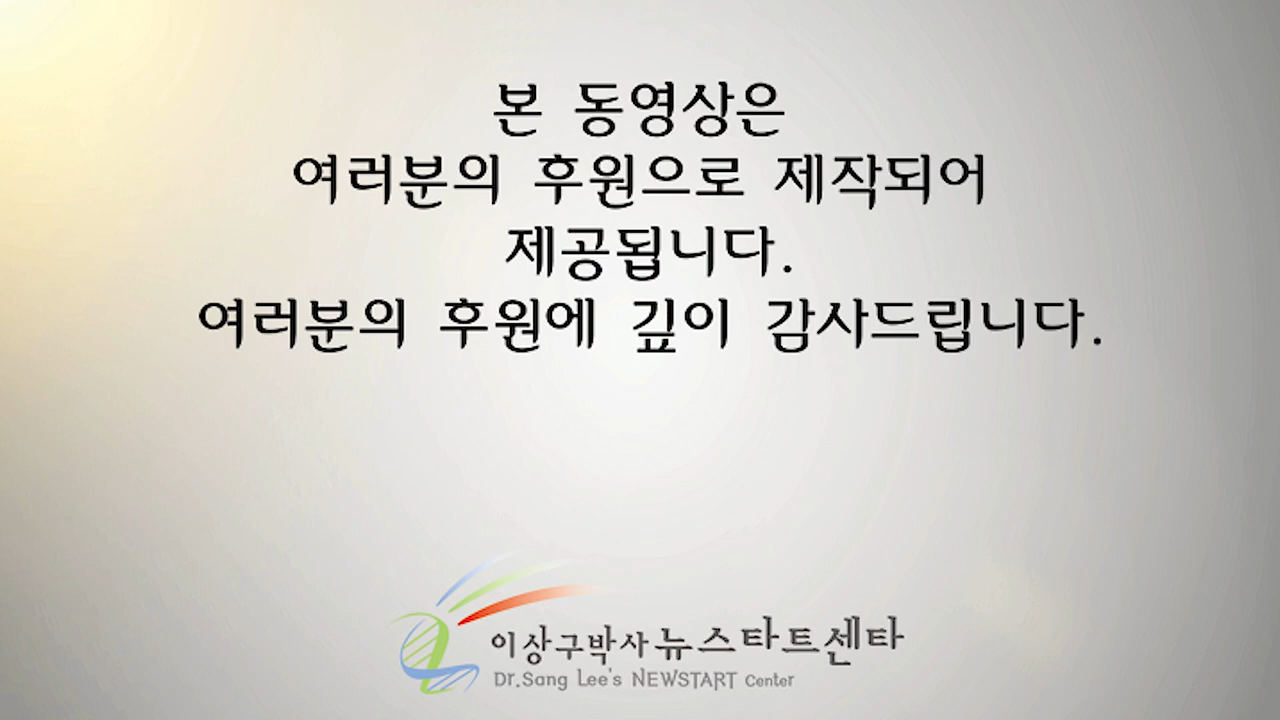 본 동영상은
여러분의 후원으로 제작되어
제공됩니다.
여러분의 후원에 깊이 감사드립니다.
이상구박사뉴스타트센타
Dr.Sang Lee's NEWSTART Center